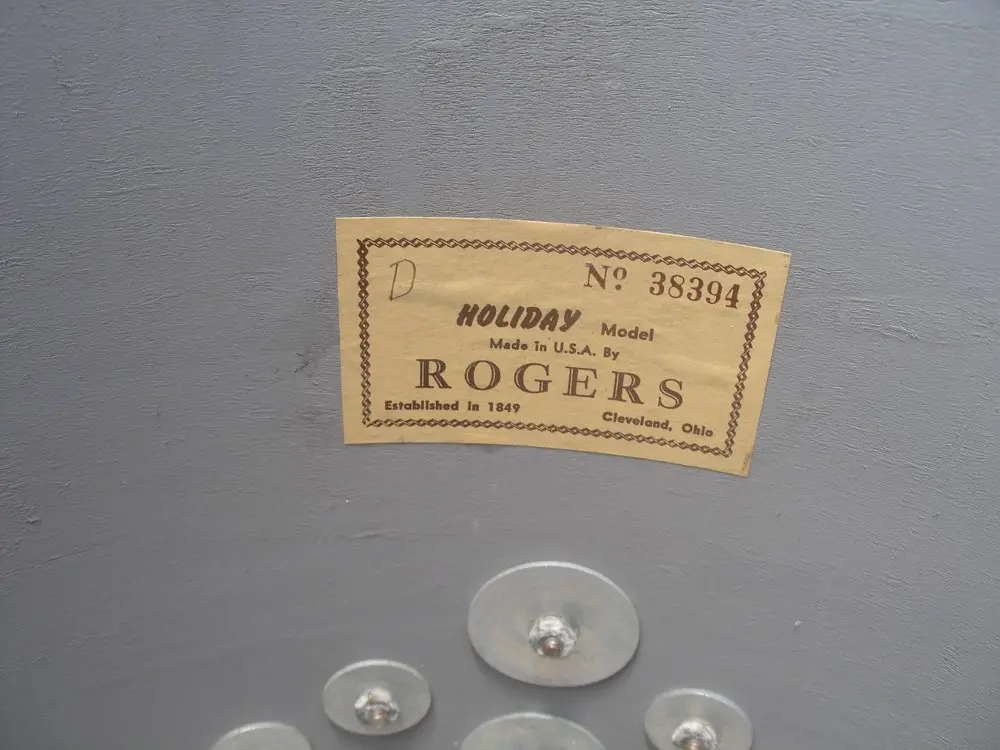 D
Nº 38394
HOLIDAY Model
Made in U.S.A. By
ROGERS
Established in 1849 Cleveland, Ohio